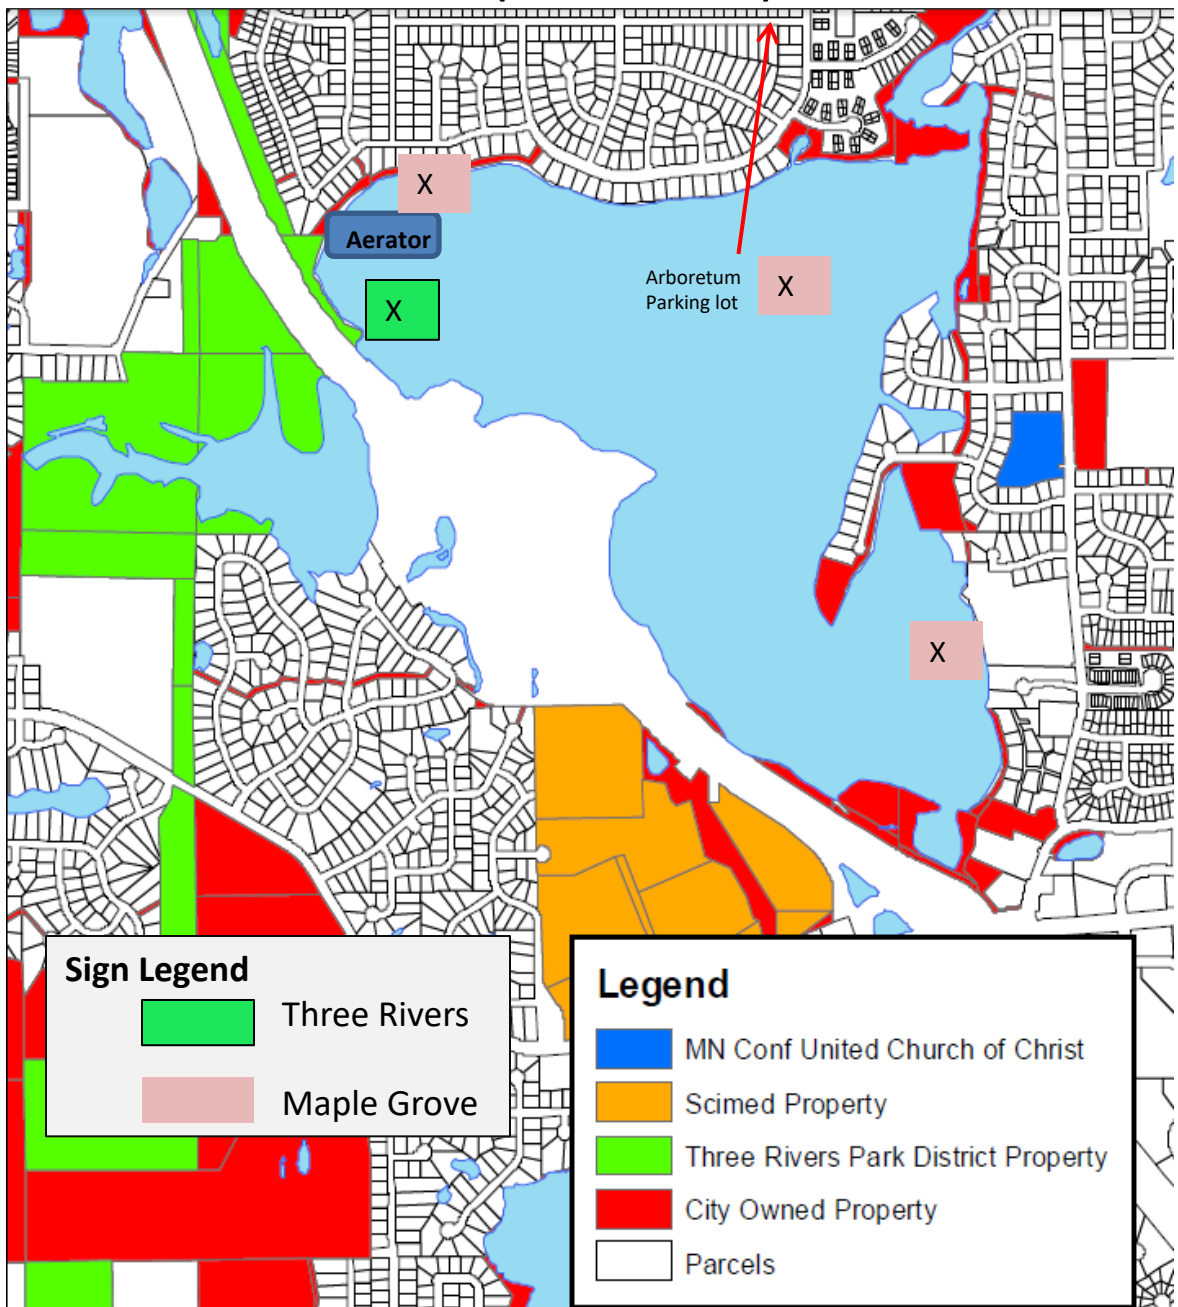 X
Aerator
X
Arboretum
Parking lot
X
X
Sign Legend
Three Rivers
Maple Grove
Legend
MN Conf United Church of Christ
Scimed Property
Three Rivers Park District Property
City Owned Property
Parcels